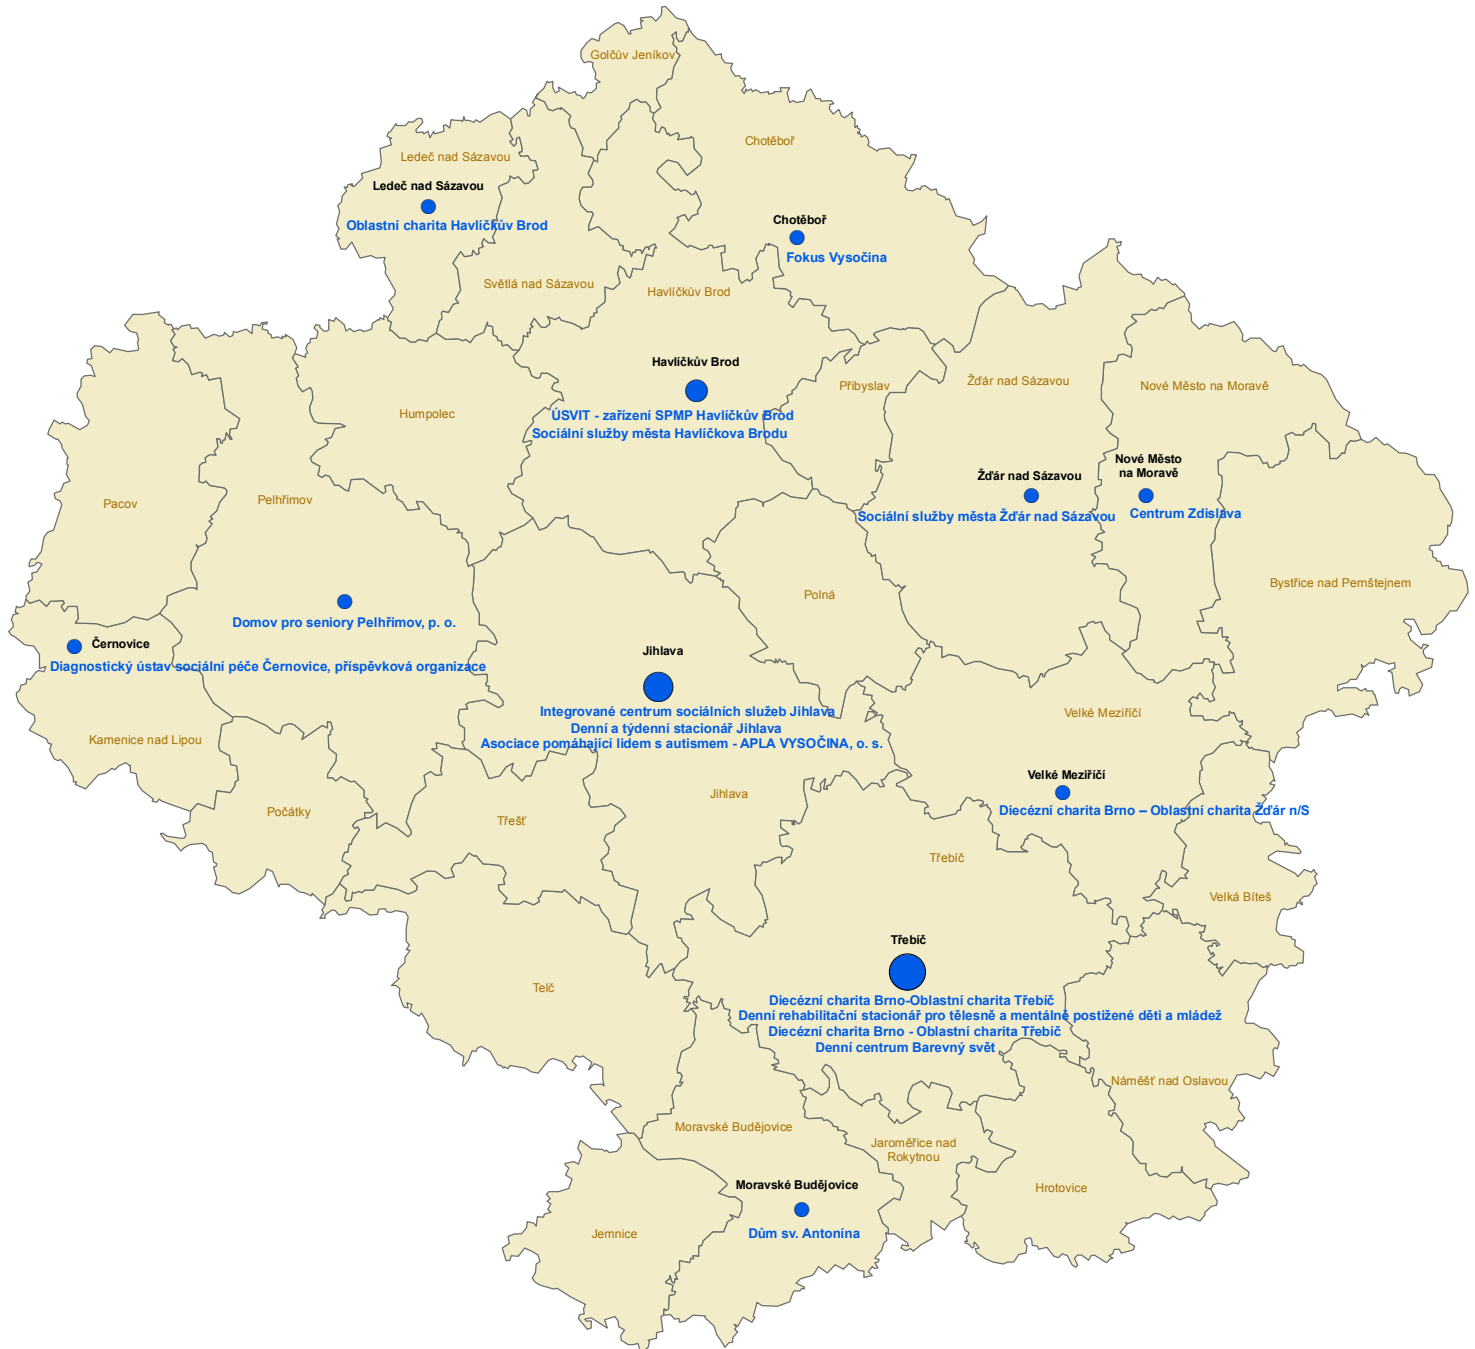 Golčův Jeníkov
Chotěboř
Ledeč nad Sázavou
Ledeč nad Sázavou
Oblastní charita Havlíčkův Brod
Chotěboř
Fokus Vysočina
Světlá nad Sázavou
Havlíčkův Brod
Havlíčkův Brod
ÚSVIT - zařízení SPMP Havlíčkův Brod
Sociální služby města Havlíčkova Brodu
Přibyslav
Žďár nad Sázavou
Nové Město na Moravě
Humpolec
Nové Město
na Moravě
Centrum Zdislava
Žďár nad Sázavou
Sociální služby města Žďár nad Sázavou
Pacov
Pelhřimov
Bystřice nad Pernštejnem
Polná
Domov pro seniory Pelhřimov, p. o.
Černovice
Diagnostický ústav sociální péče Černovice, příspěvková organizace
Jihlava
Integrované centrum sociálních služeb Jihlava
Denní a týdenní stacionář Jihlava
Asociace pomáhající lidem s autismem - APLA VYSOČINA, o. s.
Kamenice nad Lipou
Velké Meziříčí
Velké Meziříčí
Diecézní charita Brno – Oblastní charita Žďár n/S
Jihlava
Počátky
Třešť
Třebíč
Velká Bíteš
Třebíč
Diecézní charita Brno-Oblastní charita Třebíč
Denní rehabilitační stacionář pro tělesně a mentálně postižené děti a mládež
Diecézní charita Brno - Oblastní charita Třebíč
Denní centrum Barevný svět
Telč
Náměšť nad Oslavou
Moravské Budějovice
Jaroměřice nad
Rokytnou
Hrotovice
Moravské Budějovice
Dům sv. Antonína
Jemnice